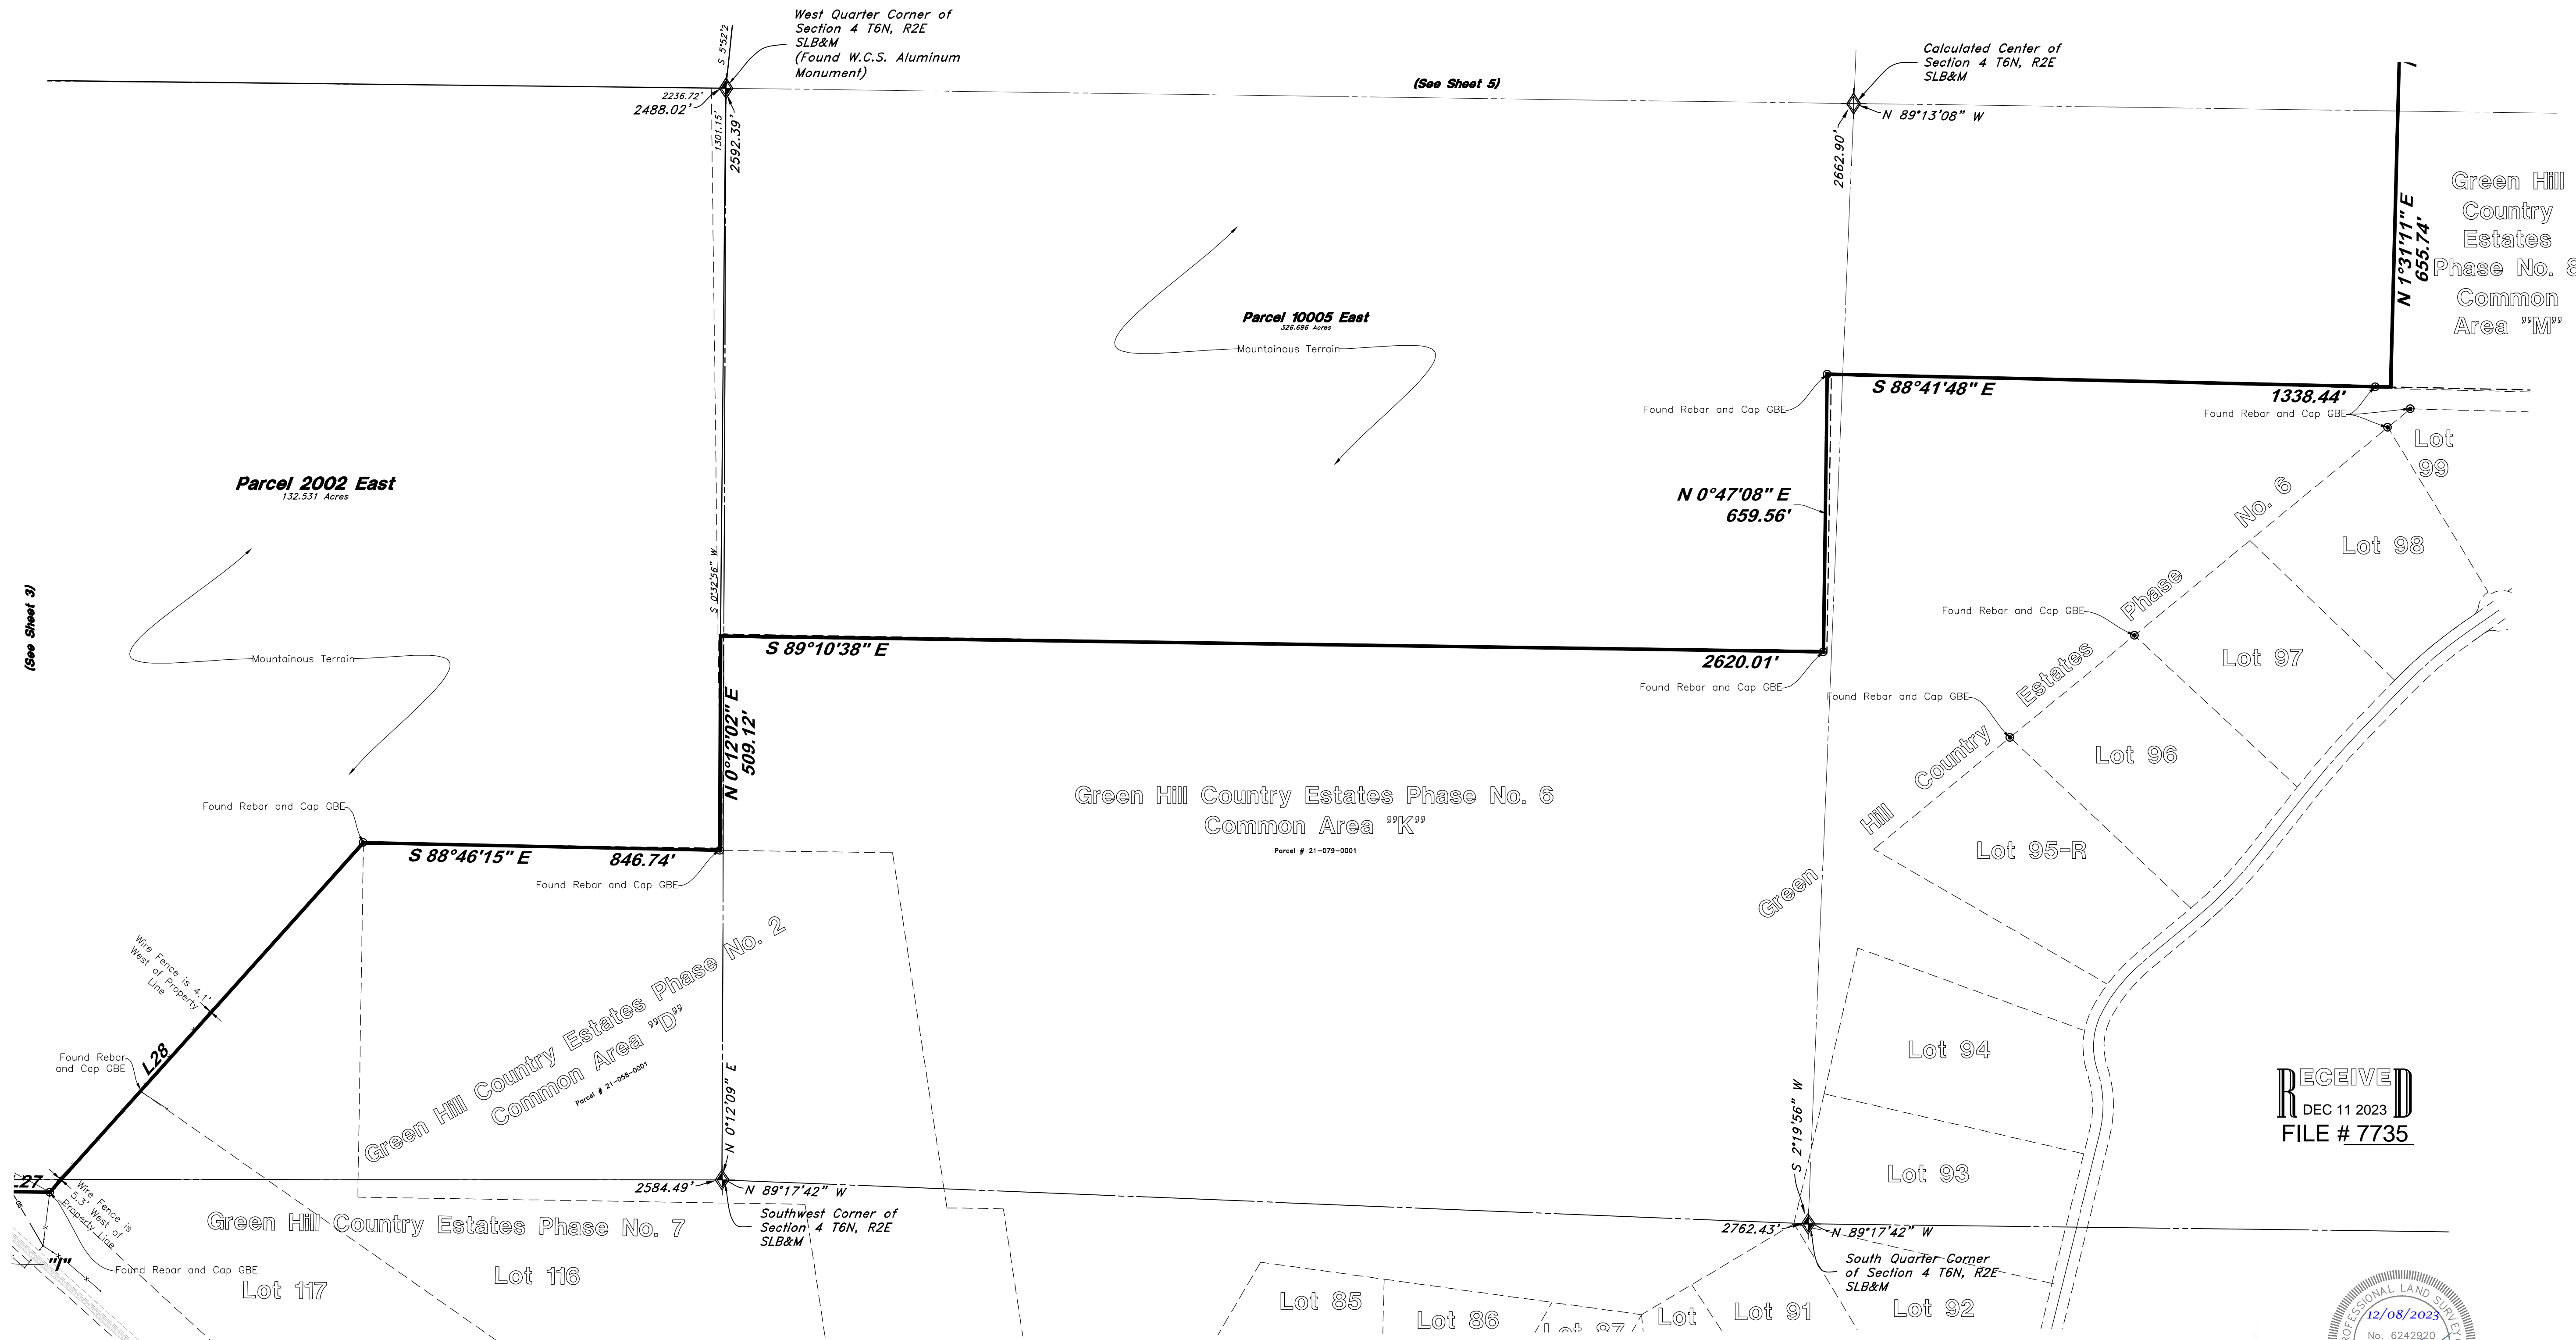 West Quarter Corner of
Section 4 T6N, R2E
SLB&M
(Found W.C.S. Aluminum
Monument)
S 5°52'2
2236.72'
2488.02'
1301.15'
2592.39'
(See Sheet 5)
Calculated Center of
Section 4 T6N, R2E
SLB&M
N 89°13'08" W
2662.90'
Green Hill
Country
Estates
Phase No. 8
Common
Area "M"
N 1°31'11" E
655.74'
Parcel 10005 East
326.696 Acres
Mountainous Terrain
S 88°41'48" E
1338.44'
Found Rebar and Cap GBE
Found Rebar and Cap GBE
Lot
99
Parcel 2002 East
132.531 Acres
Mountainous Terrain
(See Sheet 3)
S 0°32'56" W
N 0°47'08" E
659.56'
Lot 98
S 89°10'38" E
2620.01'
Found Rebar and Cap GBE
Found Rebar and Cap GBE
Found Rebar and Cap GBE
Lot 97
Lot 96
Lot 95-R
Green Hill Country Estates Phase No. 6
N 0°12'02" E
509.12'
Green Hill Country Estates Phase No. 6
Common Area "K"
Parcel # 21-079-0001
Found Rebar and Cap GBE
S 88°46'15" E
846.74'
Found Rebar and Cap GBE
Wire Fence is 4.1'
West of Property
Line
L28
Found Rebar
and Cap GBE
Green Hill Country Estates Phase No. 2
Common Area "D"
Parcel # 21-058-0001
N 0°12'09" E
S 2°19'56" W
Lot 94
Lot 93
RECEIVED
DEC 11 2023
FILE # 7735
27
Wire Fence is
5.3' West of
Property Line
2584.49'
N 89°17'42" W
Southwest Corner of
Section 4 T6N, R2E
SLB&M
Green Hill Country Estates Phase No. 7
2762.43'
N 89°17'42" W
South Quarter Corner
of Section 4 T6N, R2E
SLB&M
"I"
Found Rebar and Cap GBE
Lot 117
Lot 116
Lot 85
Lot 86
Lot 87
Lot
Lot 91
Lot 92
12/08/2023
No. 6242920